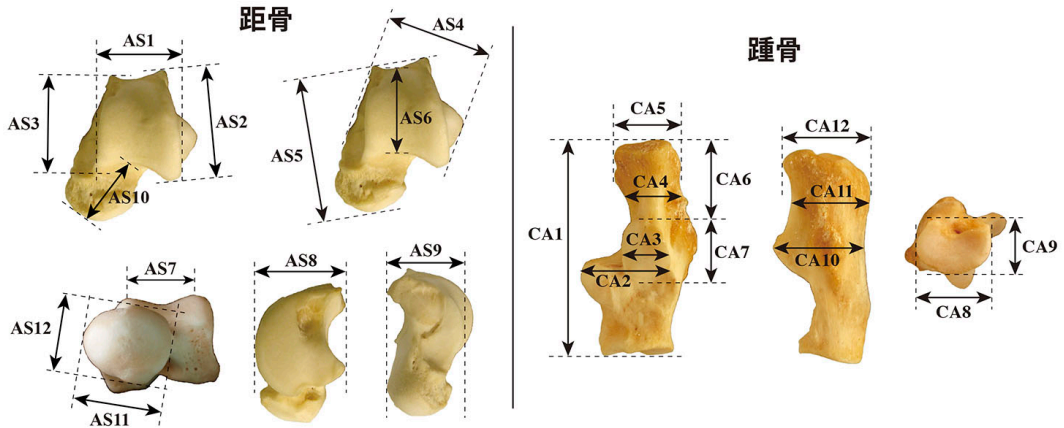 距骨
AS1
AS2
AS3
AS10
AS4
AS5
AS6
AS7
AS12
AS11
AS8
AS9
踵骨
CA5
CA4
CA6
CA1
CA3
CA7
CA2
CA12
CA11
CA10
CA9
CA8